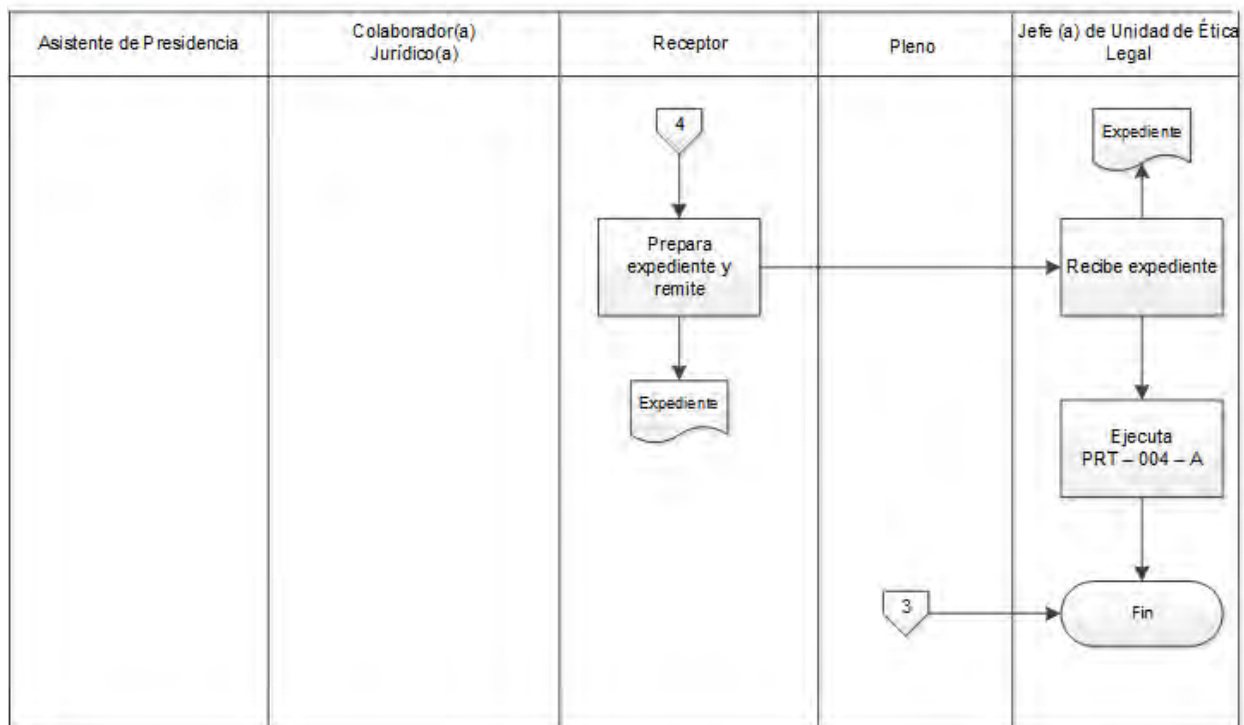 Asistente de Presidencia
Colaborador(a)
Jurídico(a)
Receptor
Pleno
Jefe (a) de Unidad de Ética
Legal
4
Expediente
Prepara
expediente y
remite
Recibe expediente
Expediente
Ejecuta
PRT – 004 – A
3
Fin